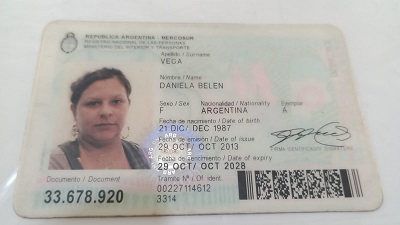 REPUBLICA ARGENTINA - MERCOSUR
REGISTRO NACIONAL DE LAS PERSONAS
MINISTERIO DEL INTERIOR Y TRANSPORTE
Apellido / Surname
VEGA
Nombre / Name
DANIELA BELEN
Sexo / Sex Nacionalidad / Nationality Ejemplar
F ARGENTINA A
Fecha de nacimiento / Date of birth
21 DIC/ DEC 1987
Fecha de emisión / Date of issue
29 OCT/ OCT 2013
Fecha de vencimiento / Date of expiry
29 OCT/ OCT 2028
FIRMA IDENTIFICADO / SIGNATURE
Documento / Document
33.678.920
Trámite Nº / Of. ident.
00227114612
3314